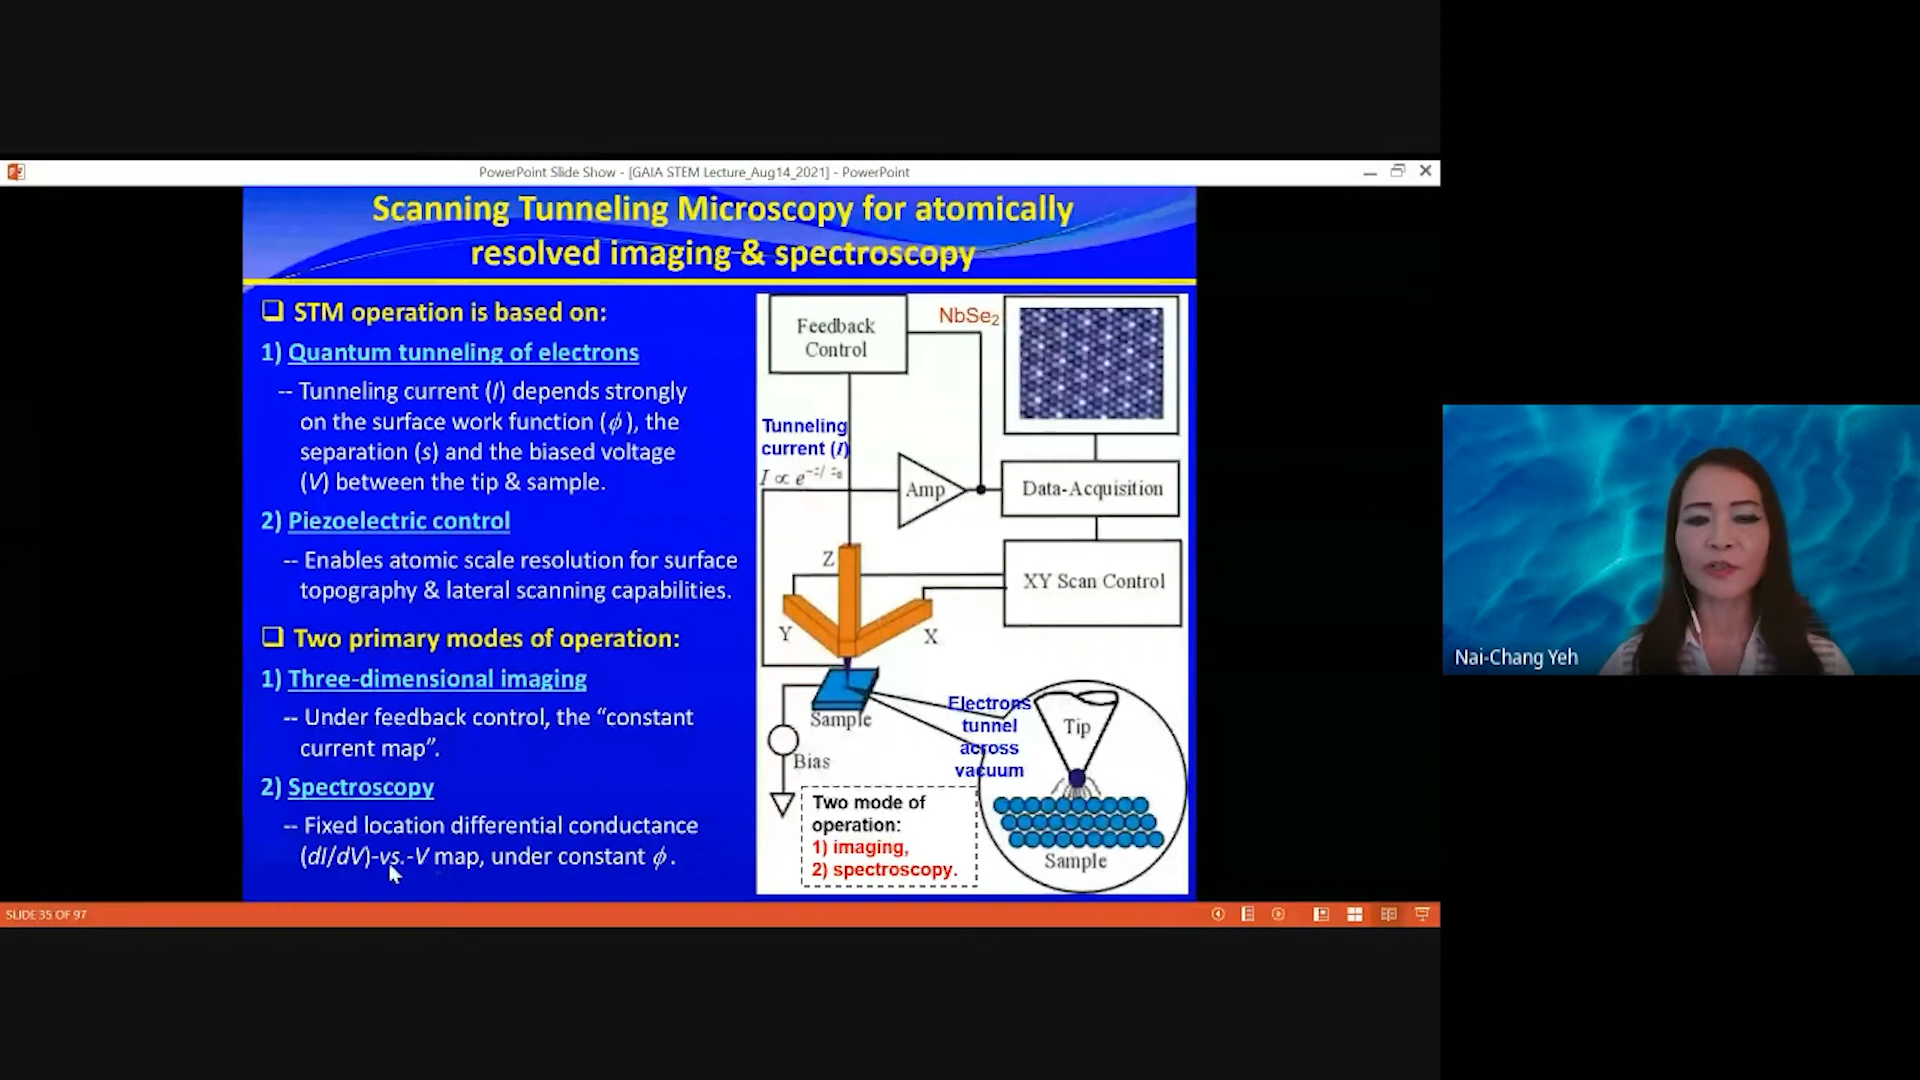 PowerPoint Slide Show - [GAIA STEM Lecture_Aug14_2021] - PowerPoint
Scanning Tunneling Microscopy for atomically
resolved imaging & spectroscopy
❑ STM operation is based on:
1) Quantum tunneling of electrons
-- Tunneling current (I) depends strongly
on the surface work function (ϕ), the
separation (s) and the biased voltage
(V) between the tip & sample.
2) Piezoelectric control
-- Enables atomic scale resolution for surface
topography & lateral scanning capabilities.
❑ Two primary modes of operation:
1) Three-dimensional imaging
-- Under feedback control, the “constant
current map”.
2) Spectroscopy
-- Fixed location differential conductance
(dI/dV)-vs.-V map, under constant ϕ.
Feedback
Control
NbSe₂
Tunneling
current (I)
I ∝ e^{-z/z₀}
Amp
Data-Acquisition
Z
XY Scan Control
Y
X
Sample
Bias
Electrons
tunnel
across
vacuum
Tip
Sample
Two mode of
operation:
1) imaging,
2) spectroscopy.
SLIDE 35 OF 97
Nai-Chang Yeh